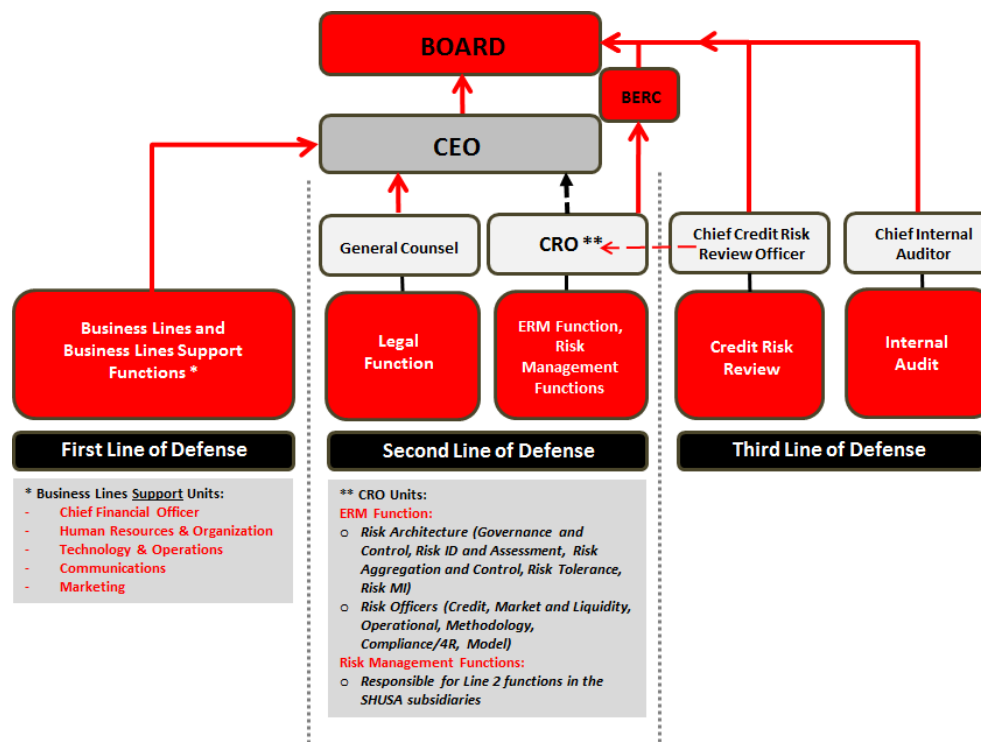 BOARD
BERC
CEO
General Counsel
CRO **
Chief Credit Risk
Review Officer
Chief Internal
Auditor
Business Lines and
Business Lines Support
Functions *
Legal
Function
ERM Function,
Risk
Management
Functions
Credit Risk
Review
Internal
Audit
First Line of Defense
Second Line of Defense
Third Line of Defense
* Business Lines Support Units:
- Chief Financial Officer
- Human Resources & Organization
- Technology & Operations
- Communications
- Marketing
** CRO Units:
ERM Function:
o Risk Architecture (Governance and
Control, Risk ID and Assessment, Risk
Aggregation and Control, Risk Tolerance,
Risk MI)
o Risk Officers (Credit, Market and Liquidity,
Operational, Methodology,
Compliance/4R, Model)
Risk Management Functions:
o Responsible for Line 2 functions in the
SHUSA subsidiaries